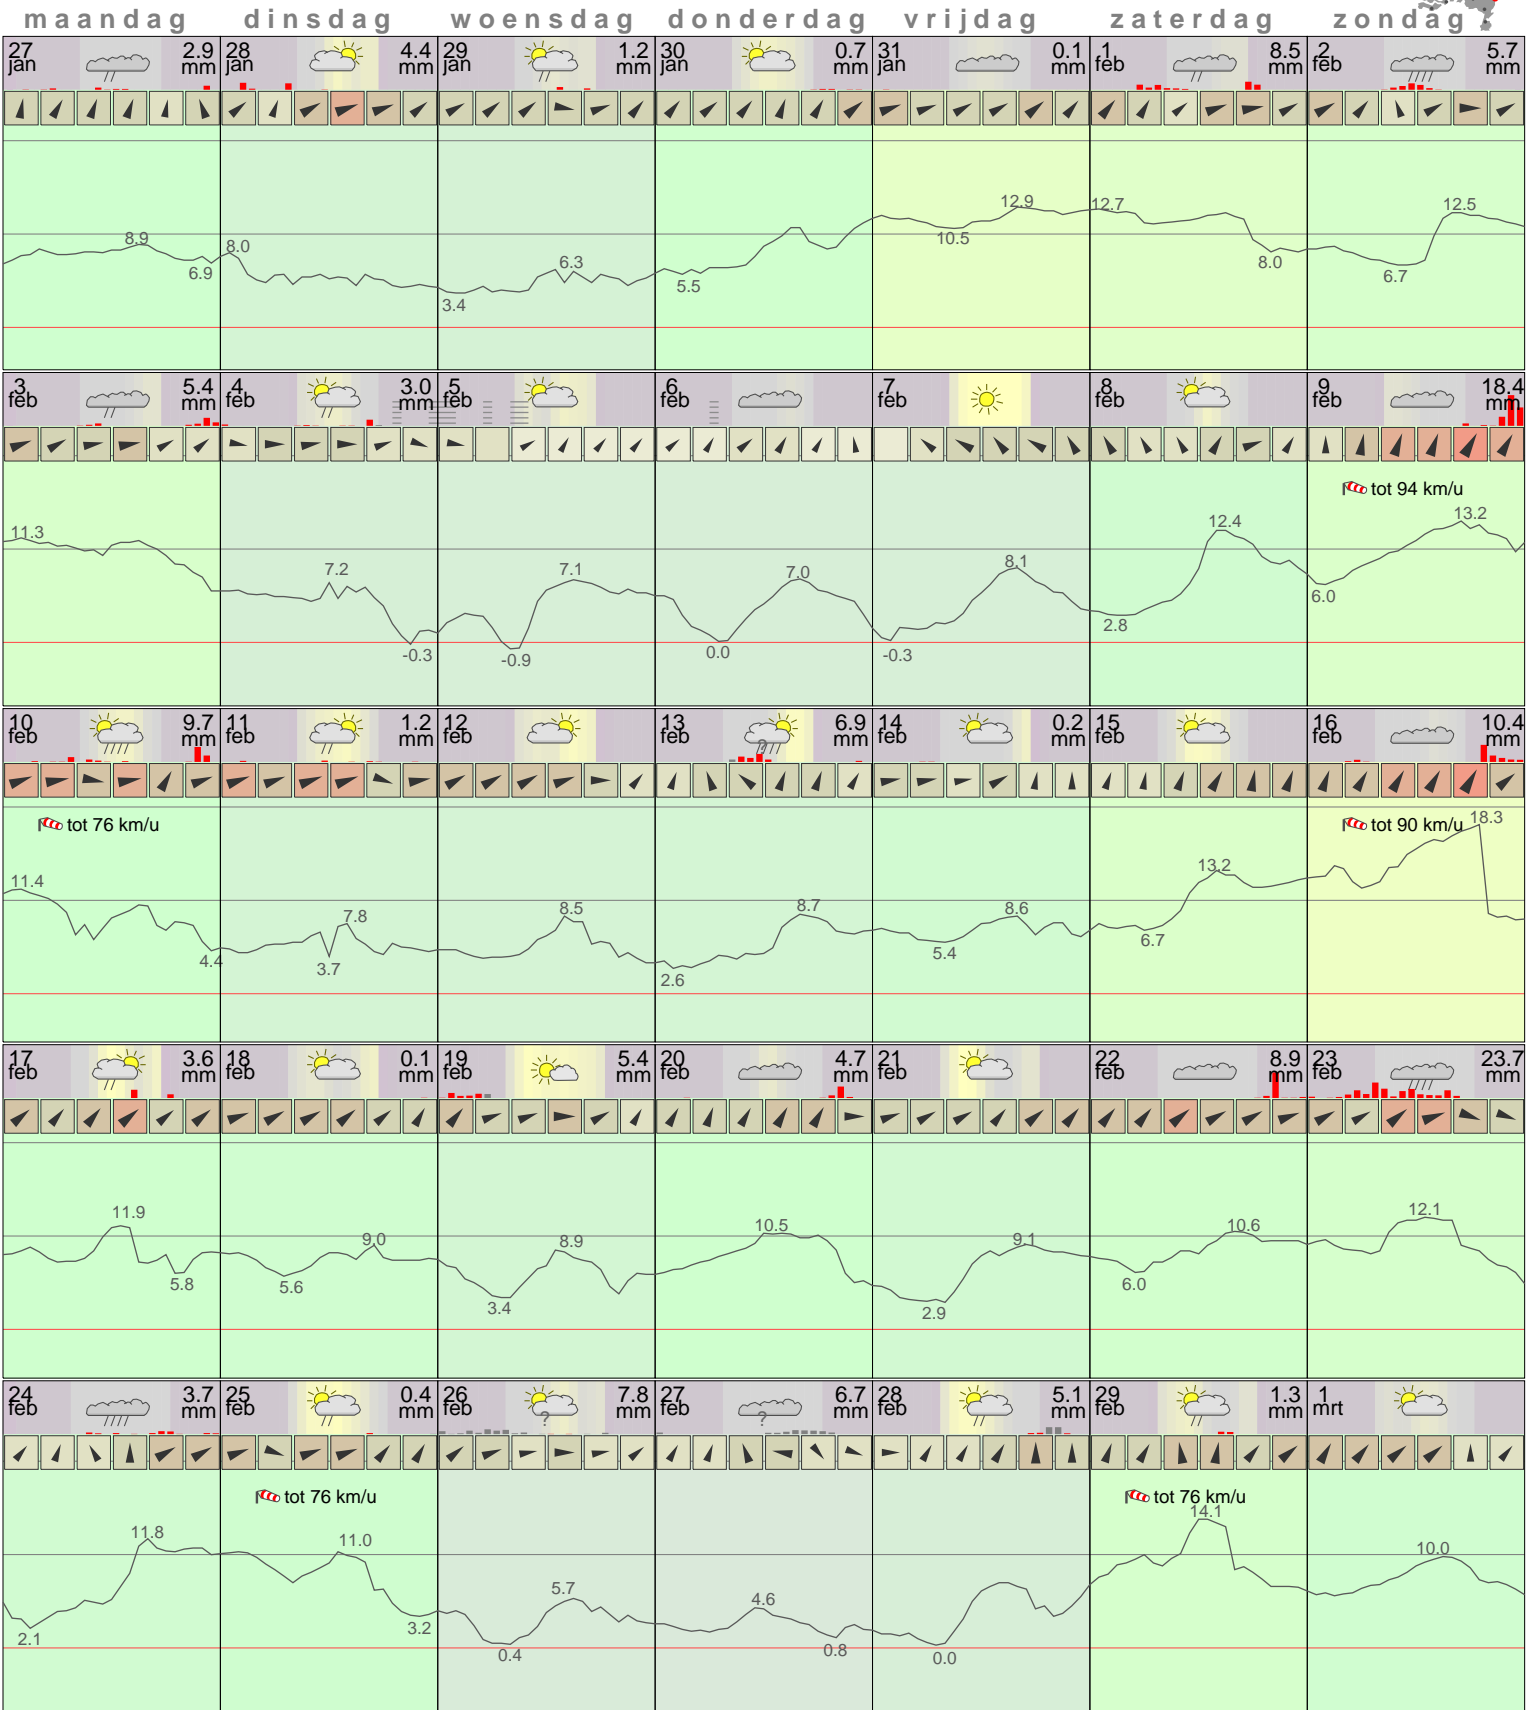 maandag dinsdag woensdag donderdag vrijdag zaterdag zondag
27 jan 2.9 mm 28 jan 4.4 mm 29 jan 1.2 mm 30 jan 0.7 mm 31 jan 0.1 mm 1 feb 8.5 mm 2 feb 5.7 mm
12.9 12.7 12.5
8.9 8.0 10.5
6.9 6.3 8.0 6.7
3.4 5.5
3 feb 5.4 mm 4 feb 3.0 mm 5 feb 6 feb 7 feb 8 feb 9 feb 18.4 mm
tot 94 km/u
11.3 12.4 13.2
7.2 7.1 7.0 8.1
2.8 6.0
-0.3 -0.9 0.0 -0.3
10 feb 9.7 mm 11 feb 1.2 mm 12 feb 13 feb ? 6.9 mm 14 feb 0.2 mm 15 feb 16 feb 10.4 mm
tot 76 km/u tot 90 km/u 18.3
11.4 13.2
7.8 8.5 8.7 8.6
4.4 3.7 2.6 5.4 6.7
17 feb 3.6 mm 18 feb 0.1 mm 19 feb 5.4 mm 20 feb 4.7 mm 21 feb 22 feb 8.9 mm 23 feb 23.7 mm
11.9 9.0 8.9 10.5 9.1 10.6 12.1
5.8 5.6 3.4 2.9 6.0
24 feb 3.7 mm 25 feb 0.4 mm 26 feb ? 7.8 mm 27 feb ? 6.7 mm 28 feb 5.1 mm 29 feb 1.3 mm 1 mrt
tot 76 km/u tot 76 km/u
11.8 11.0 14.1 10.0
5.7 4.6
2.1 3.2 0.4 0.8 0.0